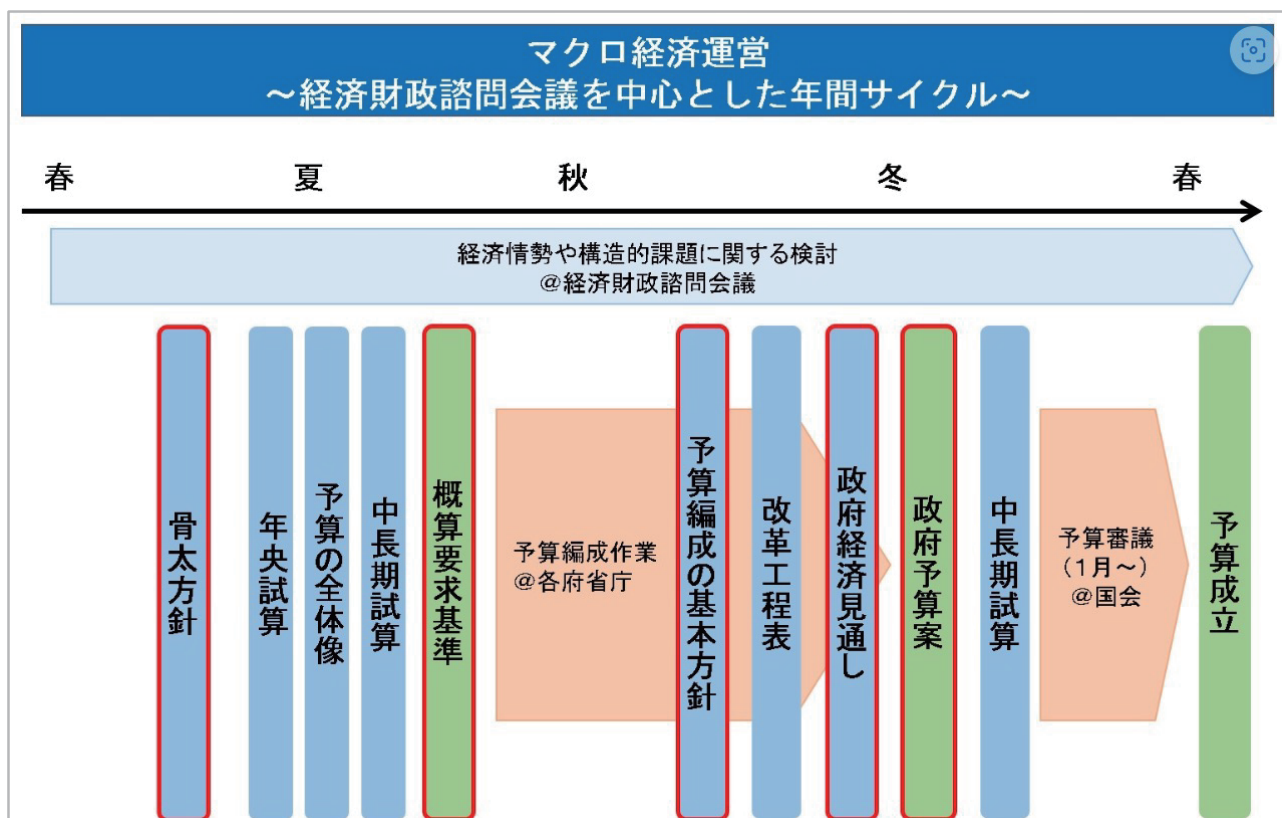 マクロ経済運営
～経済財政諮問会議を中心とした年間サイクル～
春
夏
秋
冬
春
経済情勢や構造的課題に関する検討
＠経済財政諮問会議
骨太方針
年央試算
予算の全体像
中長期試算
概算要求基準
予算編成作業
＠各府省庁
予算編成の基本方針
改革工程表
政府経済見通し
政府予算案
中長期試算
予算審議
（1月～）
＠国会
予算成立